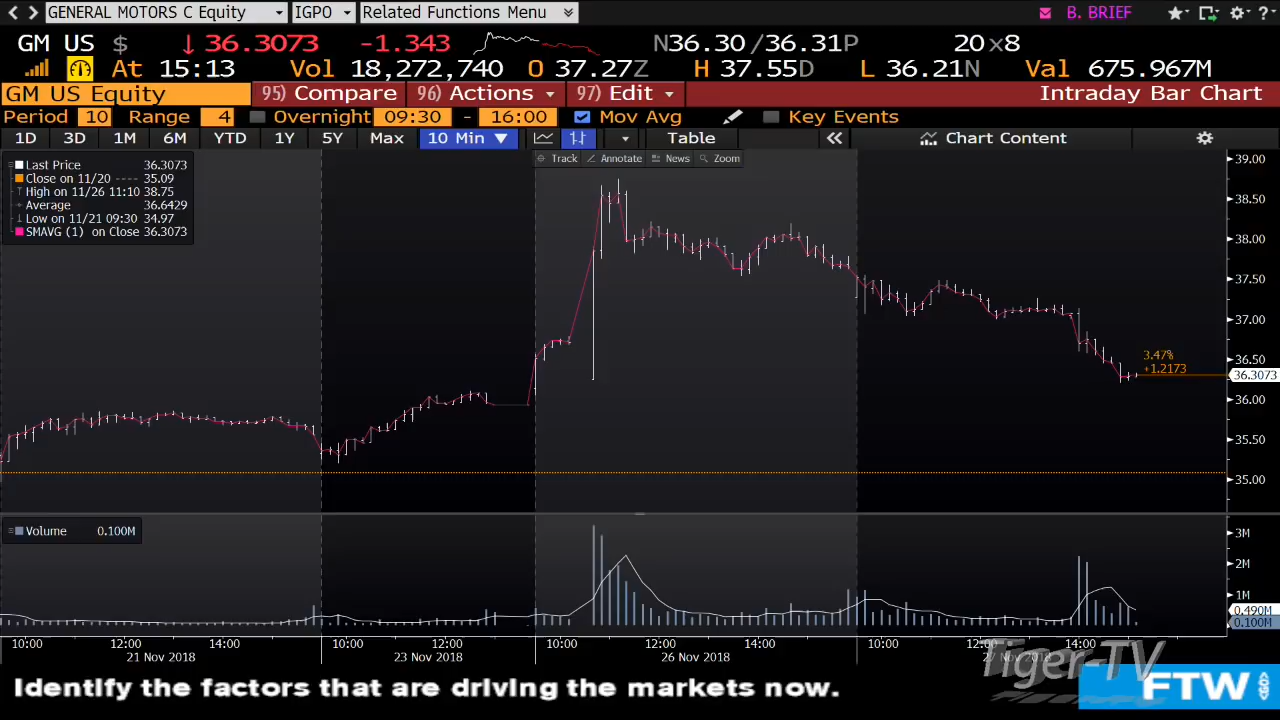 GENERAL MOTORS C Equity IGPO Related Functions Menu B. BRIEF ?
GM US $ ↓ 36.3073 -1.343 N36.30/36.31P 20x8
At 15:13 Vol 18,272,740 O 37.27Z H 37.55D L 36.21N Val 675.967M
GM US Equity 95) Compare 96) Actions 97) Edit Intraday Bar Chart
Period 10 Range 4 Overnight 09:30 - 16:00 Mov Avg Key Events
1D 3D 1M 6M YTD 1Y 5Y Max 10 Min Table Chart Content
Track Annotate News Zoom
Last Price 36.3073
Close on 11/20 ---- 35.09
High on 11/26 11:10 38.75
Average 36.6429
Low on 11/21 09:30 34.97
SMAVG (1) on Close 36.3073
39.00
38.50
38.00
37.50
37.00
36.50
3.47%
+1.2173
36.3073
36.00
35.50
35.00
Volume 0.100M
3M
2M
1M
0.490M
0.100M
10:00 12:00 14:00 10:00 12:00 10:00 12:00 14:00 10:00 12:00 14:00
21 Nov 2018 23 Nov 2018 26 Nov 2018 27 Nov 2018
Tiger-TV
Identify the factors that are driving the markets now.
FTW